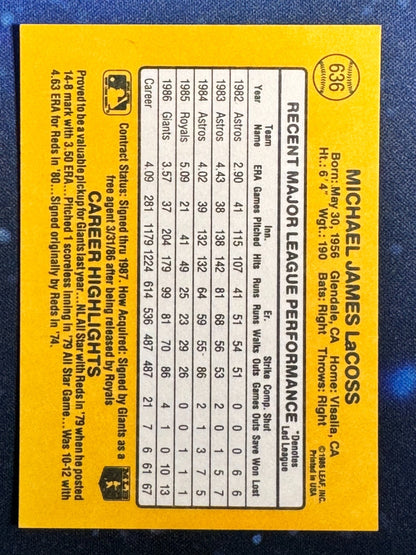 636
MICHAEL JAMES LaCOSS
Born: May 30, 1956 Glendale, CA Home: Visalia, CA
Ht.: 6' 4" Wgt.: 190 Bats: Right Throws: Right
©1986 LEAF, INC.
Printed in USA
RECENT MAJOR LEAGUE PERFORMANCE *Denotes Led League
Team Inn. Er. Strike Comp. Shut
Year Name ERA Games Pitched Hits Runs Runs Walks Outs Games Outs Save Won Lost
1982 Astros 2.90 41 115 107 41 51 54 51 0 0 0 6 6
1983 Astros 4.43 38 138 142 81 68 56 53 2 0 1 5 7
1984 Astros 4.02 39 132 132 64 59 55 86 2 1 3 7 5
1985 Royals 5.09 21 41 49 25 23 29 26 0 0 1 1 1
1986 Giants 3.57 37 204 179 99 81 70 86 4 1 0 10 13
Career 4.09 281 1179 1224 614 536 487 487 21 7 6 61 67
Contract Status: Signed thru 1987. How Acquired: Signed by Giants as a
free agent 3/31/86 after being released by Royals
CAREER HIGHLIGHTS
Proved to be a valuable pickup for Giants last year...NL All Star with Reds in '79 when he posted
14-8 mark with 3.50 ERA...Pitched 1 scoreless inning in '79 All Star Game...Was 10-12 with
4.63 ERA for Reds in '80...Signed originally by Reds in '74.